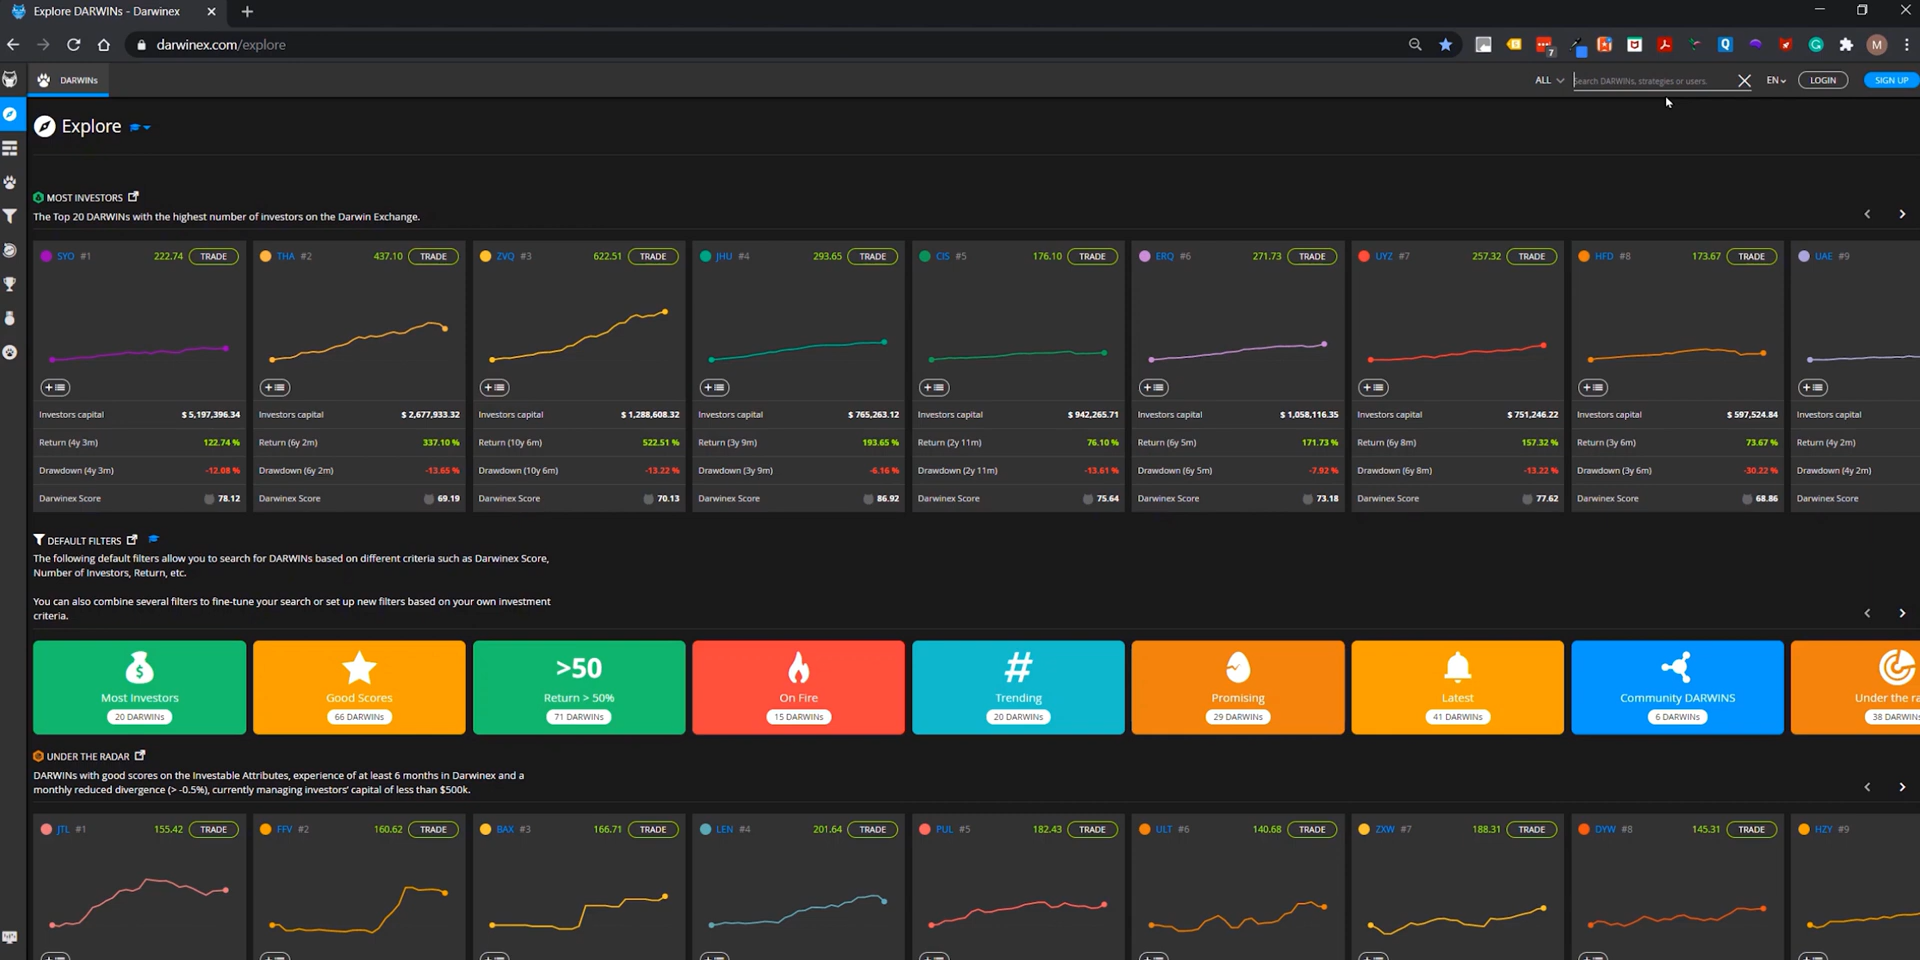 Explore DARWINs - Darwinex
darwinex.com/explore
7
M
DARWINs
ALL
Search DARWINs, strategies or users.
EN
LOGIN
SIGN UP
Explore
MOST INVESTORS
The Top 20 DARWINs with the highest number of investors on the Darwin Exchange.
SYO #1 222.74 TRADE
THA #2 437.10 TRADE
ZVQ #3 622.51 TRADE
JHU #4 293.65 TRADE
CIS #5 176.10 TRADE
ERQ #6 271.73 TRADE
UYZ #7 257.32 TRADE
HFD #8 173.67 TRADE
UAE #9
Investors capital $ 5,197,396.34
Investors capital $ 2,677,933.32
Investors capital $ 1,288,608.32
Investors capital $ 765,263.12
Investors capital $ 942,265.71
Investors capital $ 1,058,116.35
Investors capital $ 751,246.22
Investors capital $ 597,524.84
Investors capital
Return (4y 3m) 122.74 %
Return (6y 2m) 337.10 %
Return (10y 6m) 522.51 %
Return (3y 9m) 193.65 %
Return (2y 11m) 76.10 %
Return (6y 5m) 171.73 %
Return (6y 8m) 157.32 %
Return (3y 6m) 73.67 %
Return (4y 2m)
Drawdown (4y 3m) -12.08 %
Drawdown (6y 2m) -13.65 %
Drawdown (10y 6m) -13.22 %
Drawdown (3y 9m) -6.16 %
Drawdown (2y 11m) -13.61 %
Drawdown (6y 5m) -7.92 %
Drawdown (6y 8m) -13.22 %
Drawdown (3y 6m) -30.22 %
Drawdown (4y 2m)
Darwinex Score 78.12
Darwinex Score 69.19
Darwinex Score 70.13
Darwinex Score 86.92
Darwinex Score 75.64
Darwinex Score 73.18
Darwinex Score 77.62
Darwinex Score 68.86
Darwinex Score
DEFAULT FILTERS
The following default filters allow you to search for DARWINs based on different criteria such as Darwinex Score,
Number of Investors, Return, etc.
You can also combine several filters to fine-tune your search or set up new filters based on your own investment
criteria.
Most Investors
20 DARWINs
Good Scores
66 DARWINs
>50
Return > 50%
71 DARWINs
On Fire
15 DARWINs
#
Trending
20 DARWINs
Promising
29 DARWINs
Latest
41 DARWINs
Community DARWINS
6 DARWINs
Under the ra
38 DARWINs
UNDER THE RADAR
DARWINs with good scores on the Investable Attributes, experience of at least 6 months in Darwinex and a
monthly reduced divergence (> -0.5%), currently managing investors' capital of less than $500k.
JTL #1 155.42 TRADE
FFV #2 160.62 TRADE
BAX #3 166.71 TRADE
LEN #4 201.64 TRADE
PUL #5 182.43 TRADE
ULT #6 140.68 TRADE
ZXW #7 188.31 TRADE
DYW #8 145.31 TRADE
HZY #9